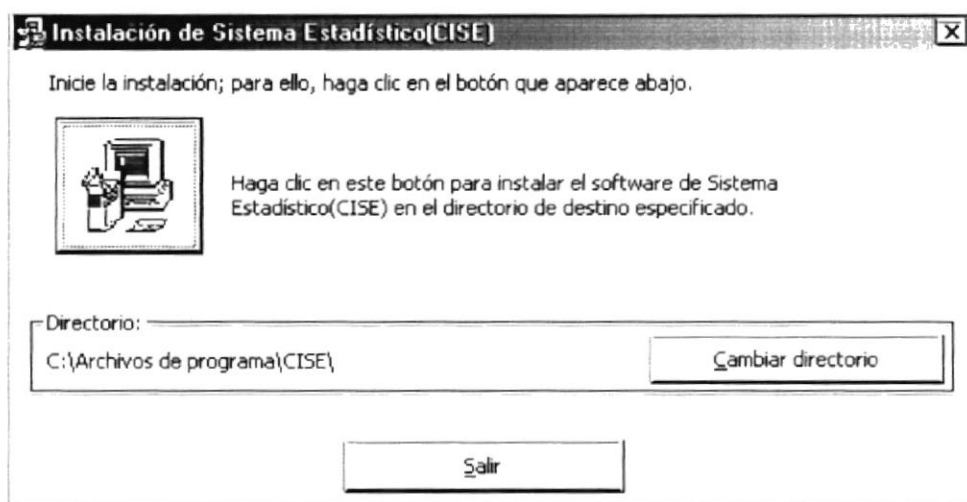 Instalación de Sistema Estadístico(CISE)
Inicie la instalación; para ello, haga clic en el botón que aparece abajo.
Haga clic en este botón para instalar el software de Sistema
Estadístico(CISE) en el directorio de destino especificado.
Directorio:
C:\Archivos de programa\CISE\
Cambiar directorio
Salir